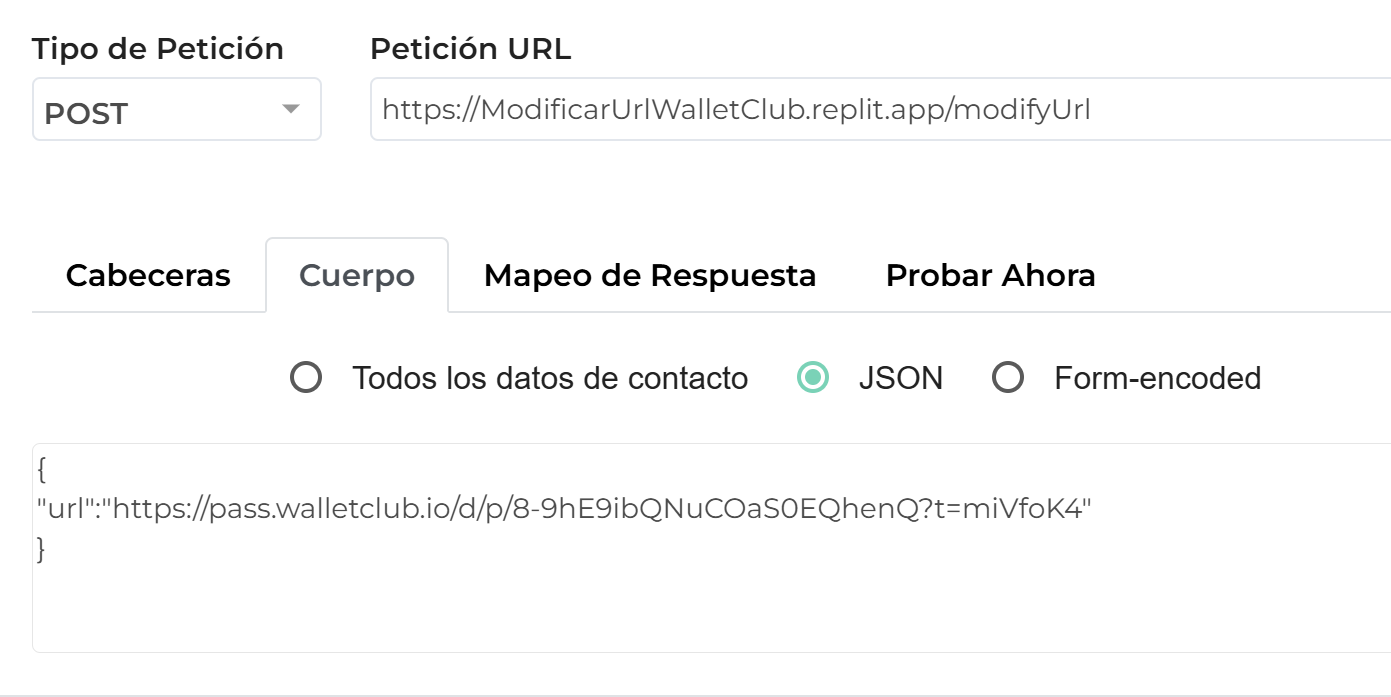 Tipo de Petición
Petición URL
POST
https://ModificarUrlWalletClub.replit.app/modifyUrl
Cabeceras
Cuerpo
Mapeo de Respuesta
Probar Ahora
Todos los datos de contacto
JSON
Form-encoded
{
"url":"https://pass.walletclub.io/d/p/8-9hE9ibQNuCOaS0EQhenQ?t=miVfoK4"
}